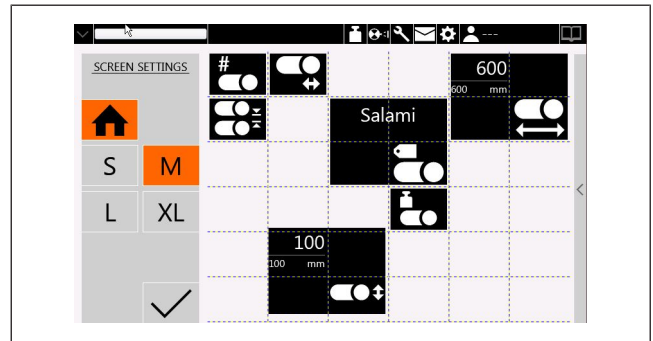 ---
SCREEN SETTINGS
#
600
600 mm
Salami
S
M
L
XL
100
100 mm